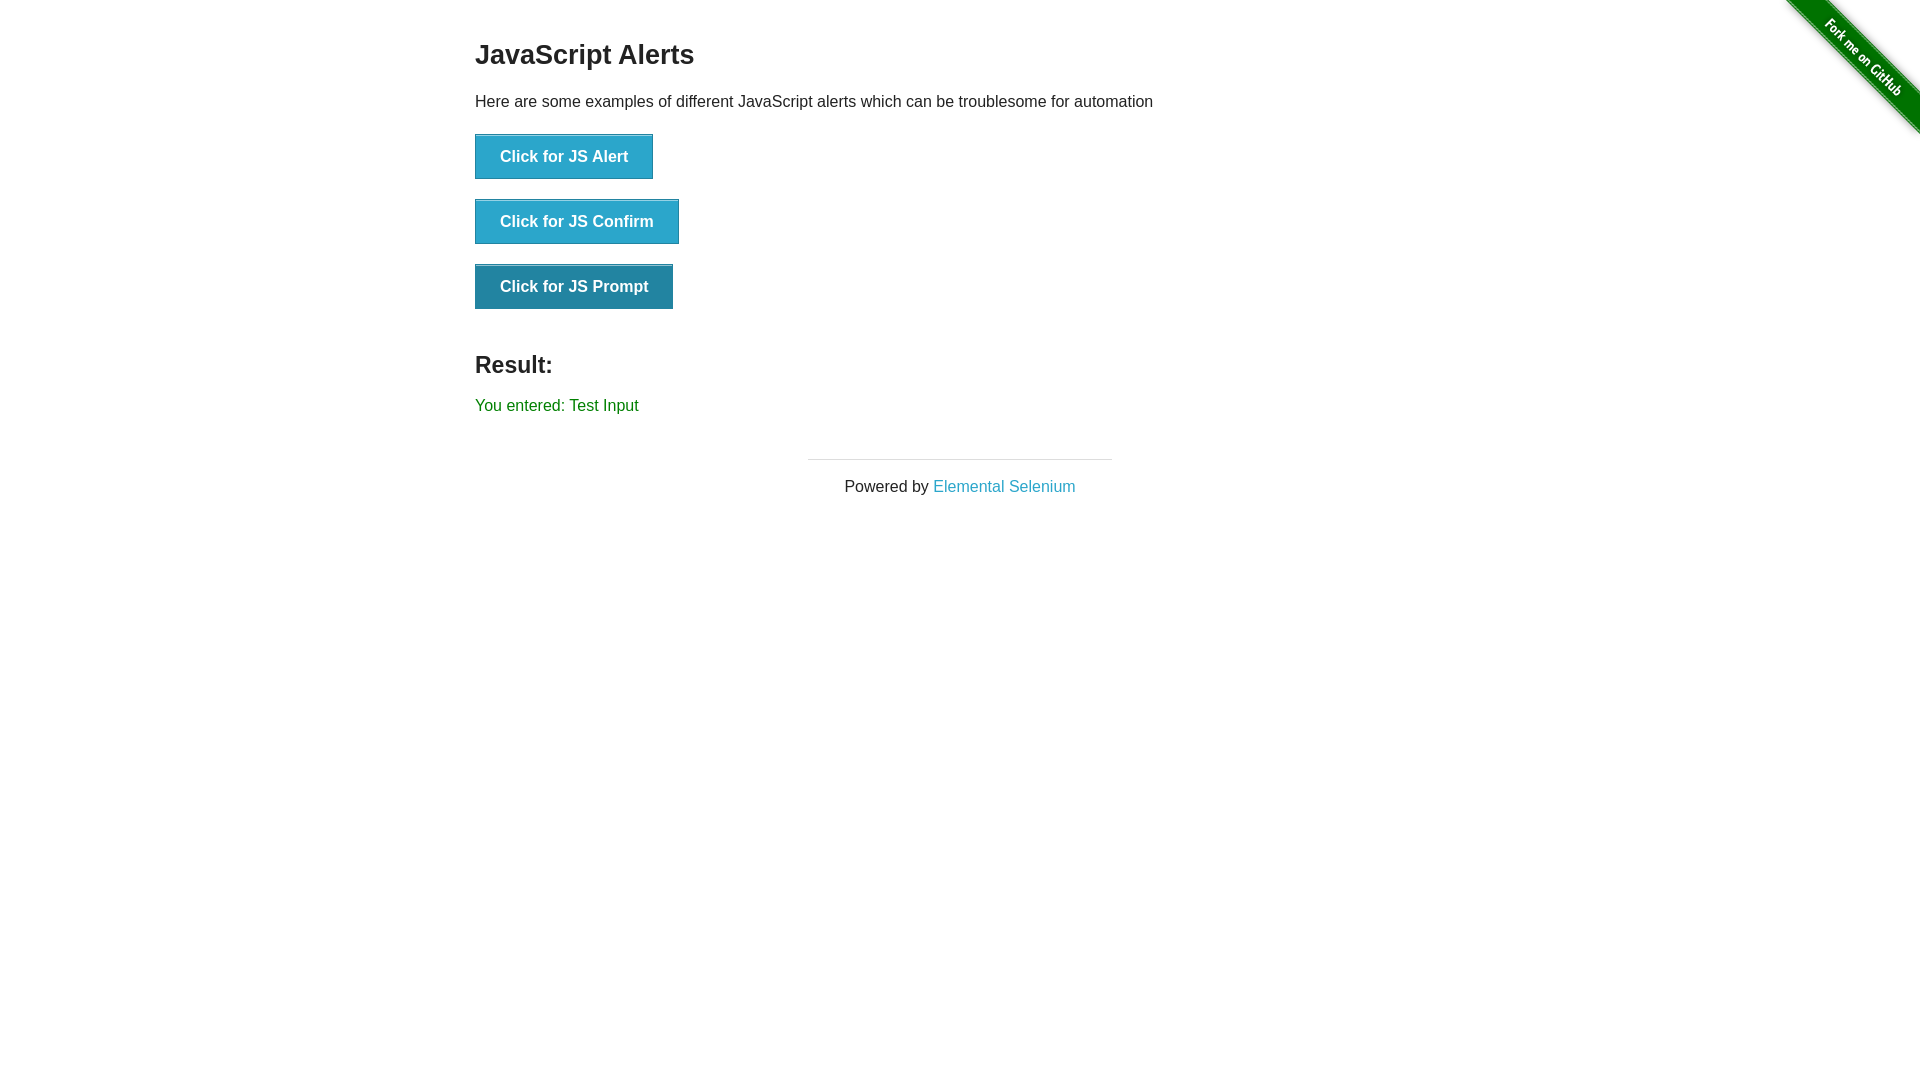 JavaScript Alerts
Here are some examples of different JavaScript alerts which can be troublesome for automation
Click for JS Alert
Click for JS Confirm
Click for JS Prompt
Result:
You entered: Test Input
Powered by Elemental Selenium
Fork me on GitHub